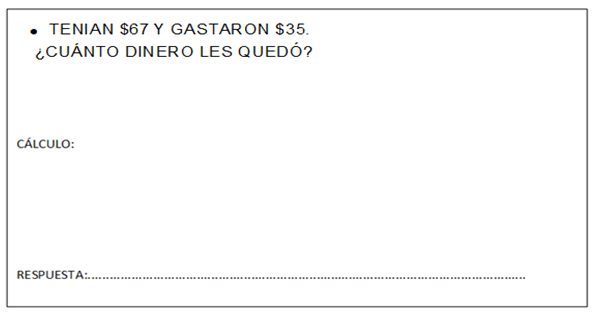 • TENIAN $67 Y GASTARON $35.
¿CUÁNTO DINERO LES QUEDÓ?
CÁLCULO:
RESPUESTA:..............................................................................................................